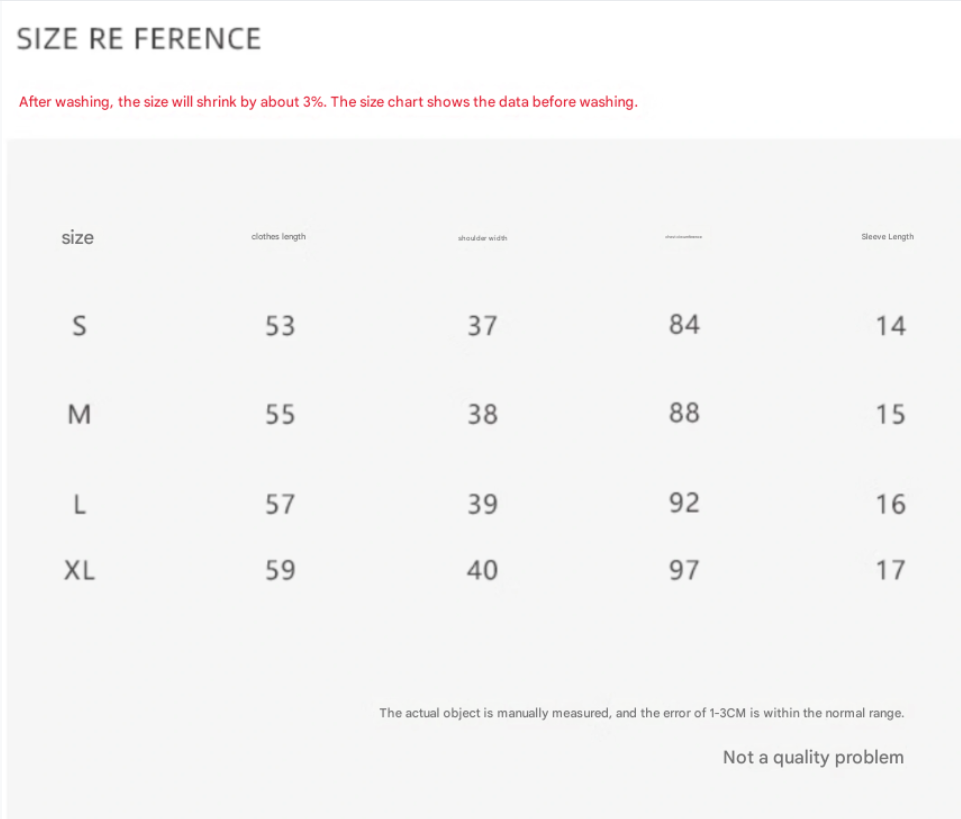 SIZE RE FERENCE
After washing, the size will shrink by about 3%. The size chart shows the data before washing.
size clothes length shoulder width Sleeve Length
S 53 37 84 14
M 55 38 88 15
L 57 39 92 16
XL 59 40 97 17
The actual object is manually measured, and the error of 1-3CM is within the normal range.
Not a quality problem